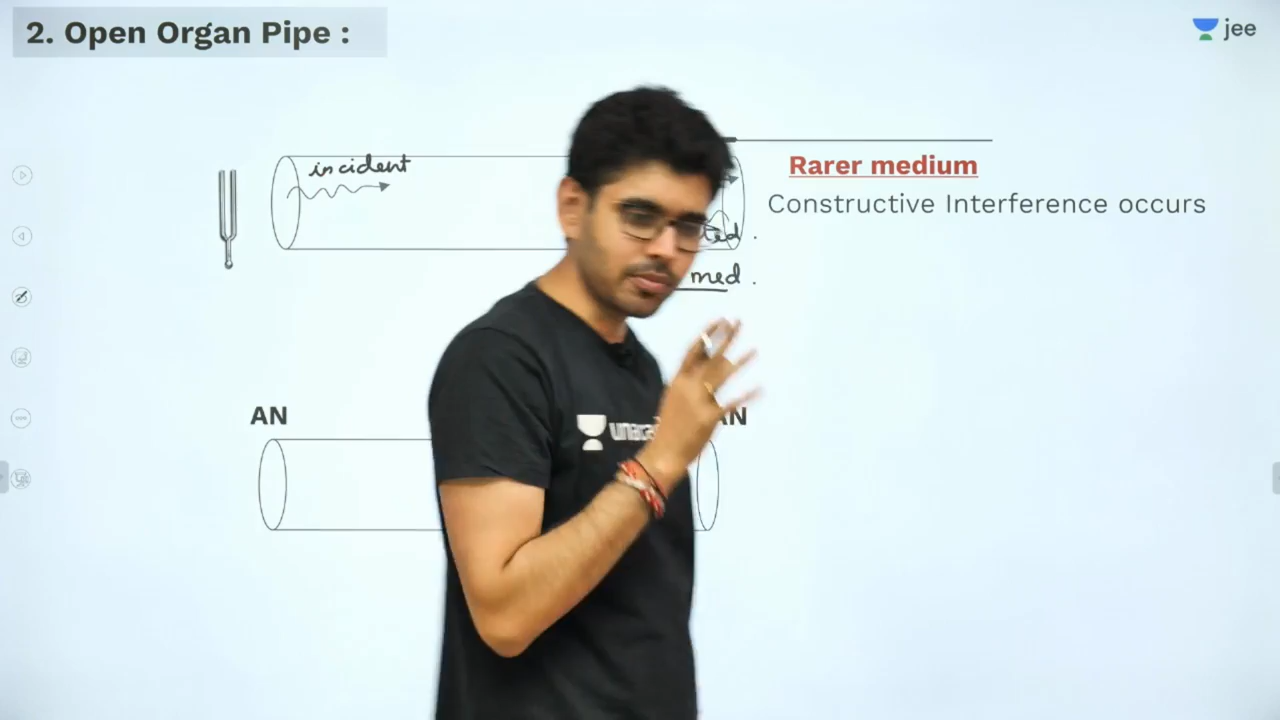 2. Open Organ Pipe :
jee
incident
Rarer medium
Constructive Interference occurs
med.
AN
AN